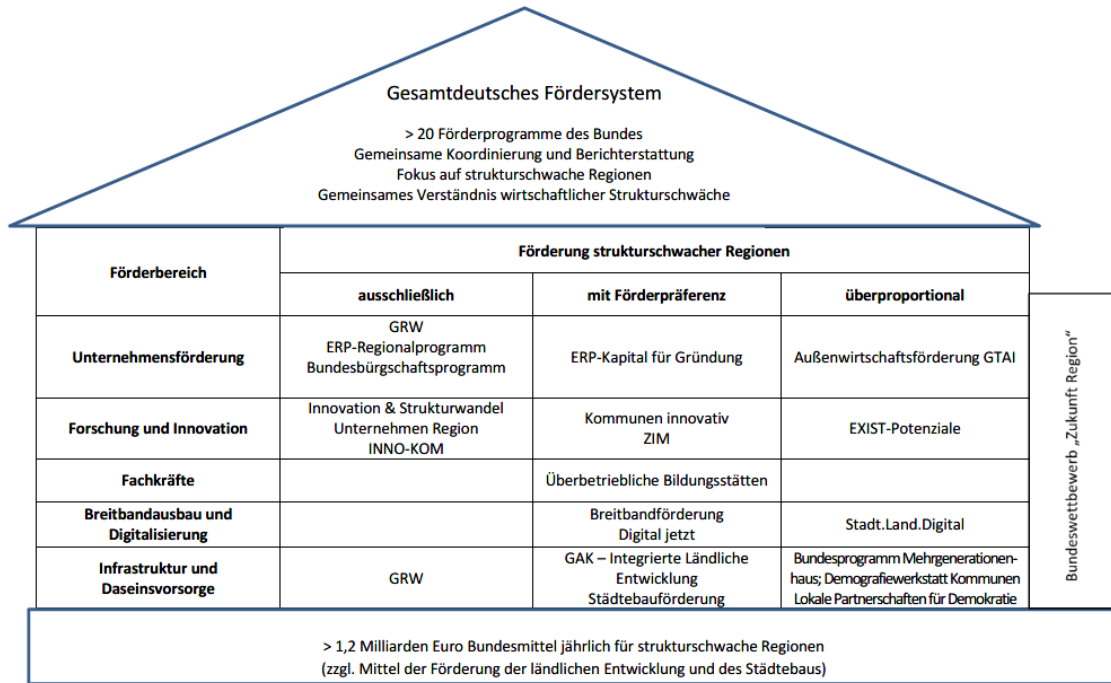 Gesamtdeutsches Fördersystem
> 20 Förderprogramme des Bundes
Gemeinsame Koordinierung und Berichterstattung
Fokus auf strukturschwache Regionen
Gemeinsames Verständnis wirtschaftlicher Strukturschwäche
Förderbereich
Förderung strukturschwacher Regionen
ausschließlich
mit Förderpräferenz
überproportional
Unternehmensförderung
GRW
ERP-Regionalprogramm
Bundesbürgschaftsprogramm
ERP-Kapital für Gründung
Außenwirtschaftsförderung GTAI
Forschung und Innovation
Innovation & Strukturwandel
Unternehmen Region
INNO-KOM
Kommunen innovativ
ZIM
EXIST-Potenziale
Fachkräfte
Überbetriebliche Bildungsstätten
Breitbandausbau und
Digitalisierung
Breitbandförderung
Digital jetzt
Stadt.Land.Digital
Infrastruktur und
Daseinsvorsorge
GRW
GAK – Integrierte Ländliche
Entwicklung
Städtebauförderung
Bundesprogramm Mehrgenerationen-
haus; Demografiewerkstatt Kommunen
Lokale Partnerschaften für Demokratie
Bundeswettbewerb „Zukunft Region“
> 1,2 Milliarden Euro Bundesmittel jährlich für strukturschwache Regionen
(zzgl. Mittel der Förderung der ländlichen Entwicklung und des Städtebaus)